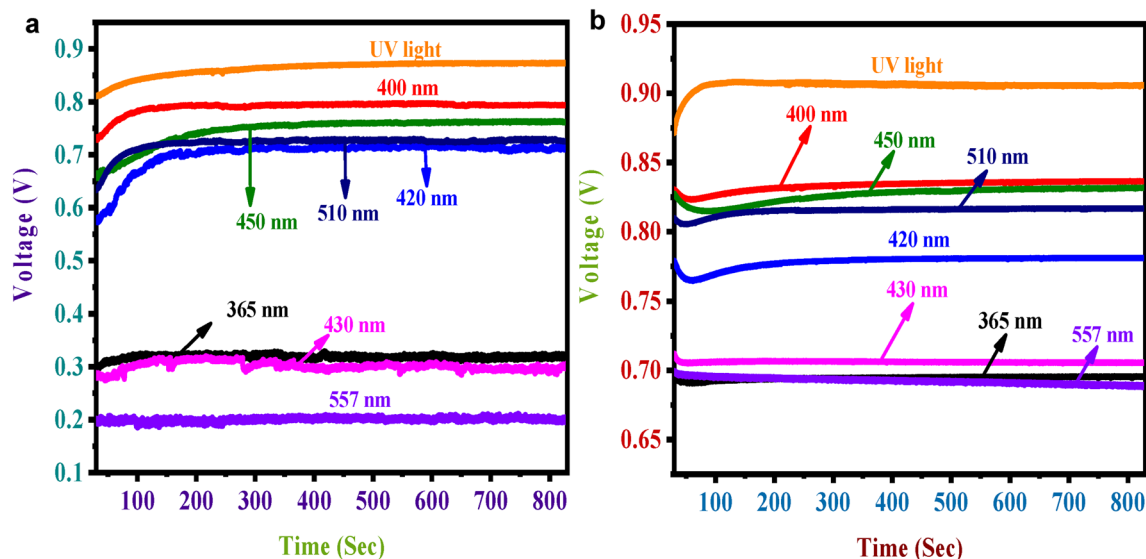 a
0.9
0.8
0.7
0.6
0.5
0.4
0.3
0.2
0.1
Voltage (V)
UV light
400 nm
450 nm
510 nm
420 nm
365 nm
430 nm
557 nm
100 200 300 400 500 600 700 800
Time (Sec)
b
0.95
0.90
0.85
0.80
0.75
0.70
0.65
Voltage (V)
UV light
400 nm
450 nm
510 nm
420 nm
430 nm
365 nm
557 nm
100 200 300 400 500 600 700 800
Time (Sec)